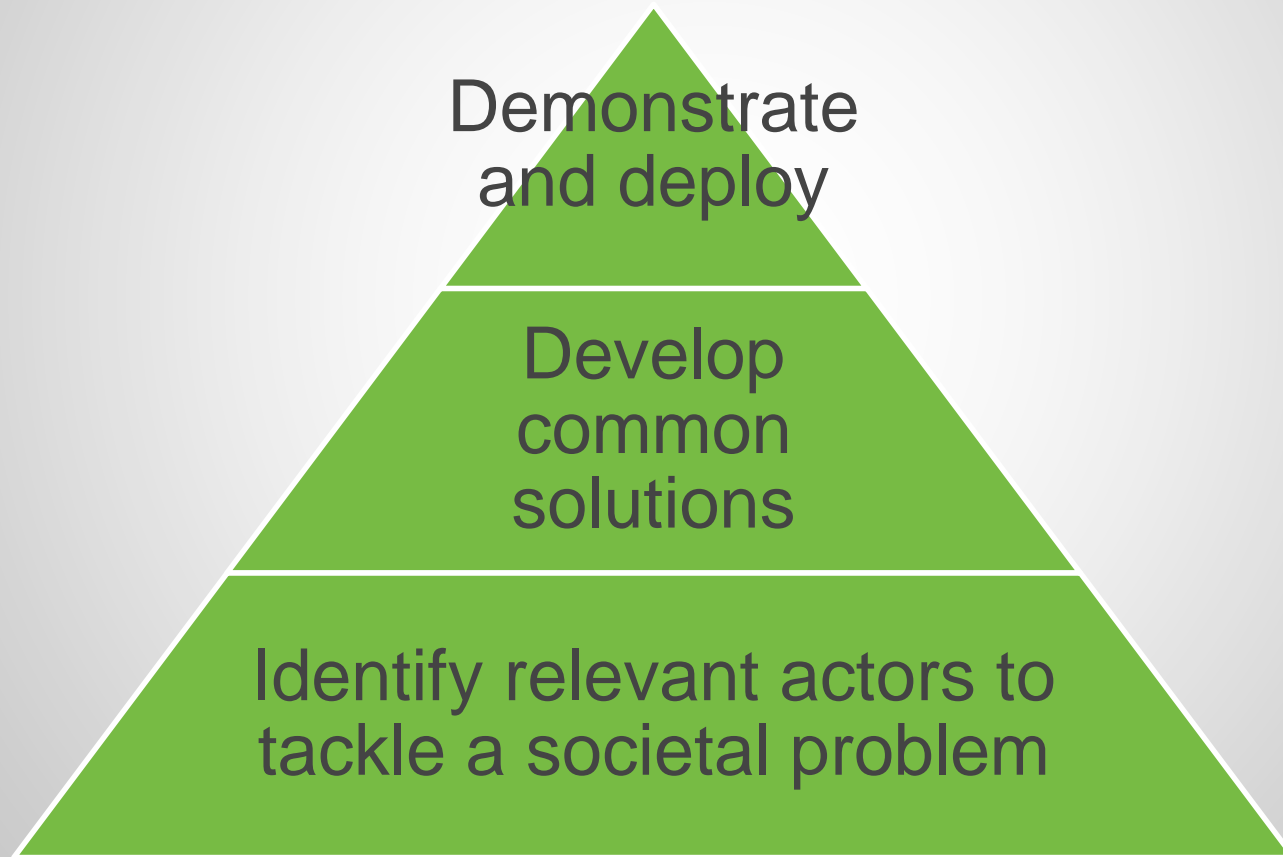 Demonstrate
and deploy
Develop
common
solutions
Identify relevant actors to
tackle a societal problem